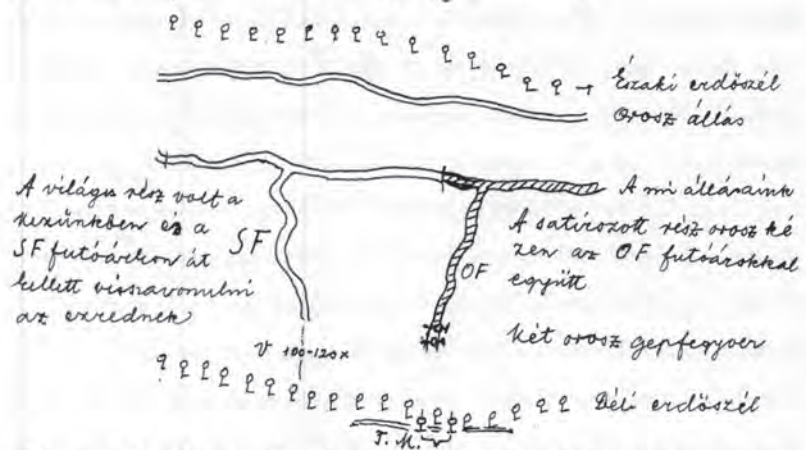 Északi erdőszél
Orosz állás
A mi állásaink
A világos rész volt a
kezünkben és a
SF futóárkon át
kellett visszavonulni
az ezrednek
SF
A satírozott rész orosz ké
zen az OF futóárokkal
együtt
OF
két orosz gépfegyver
v 100-120x
Déli erdőszél
T. M.